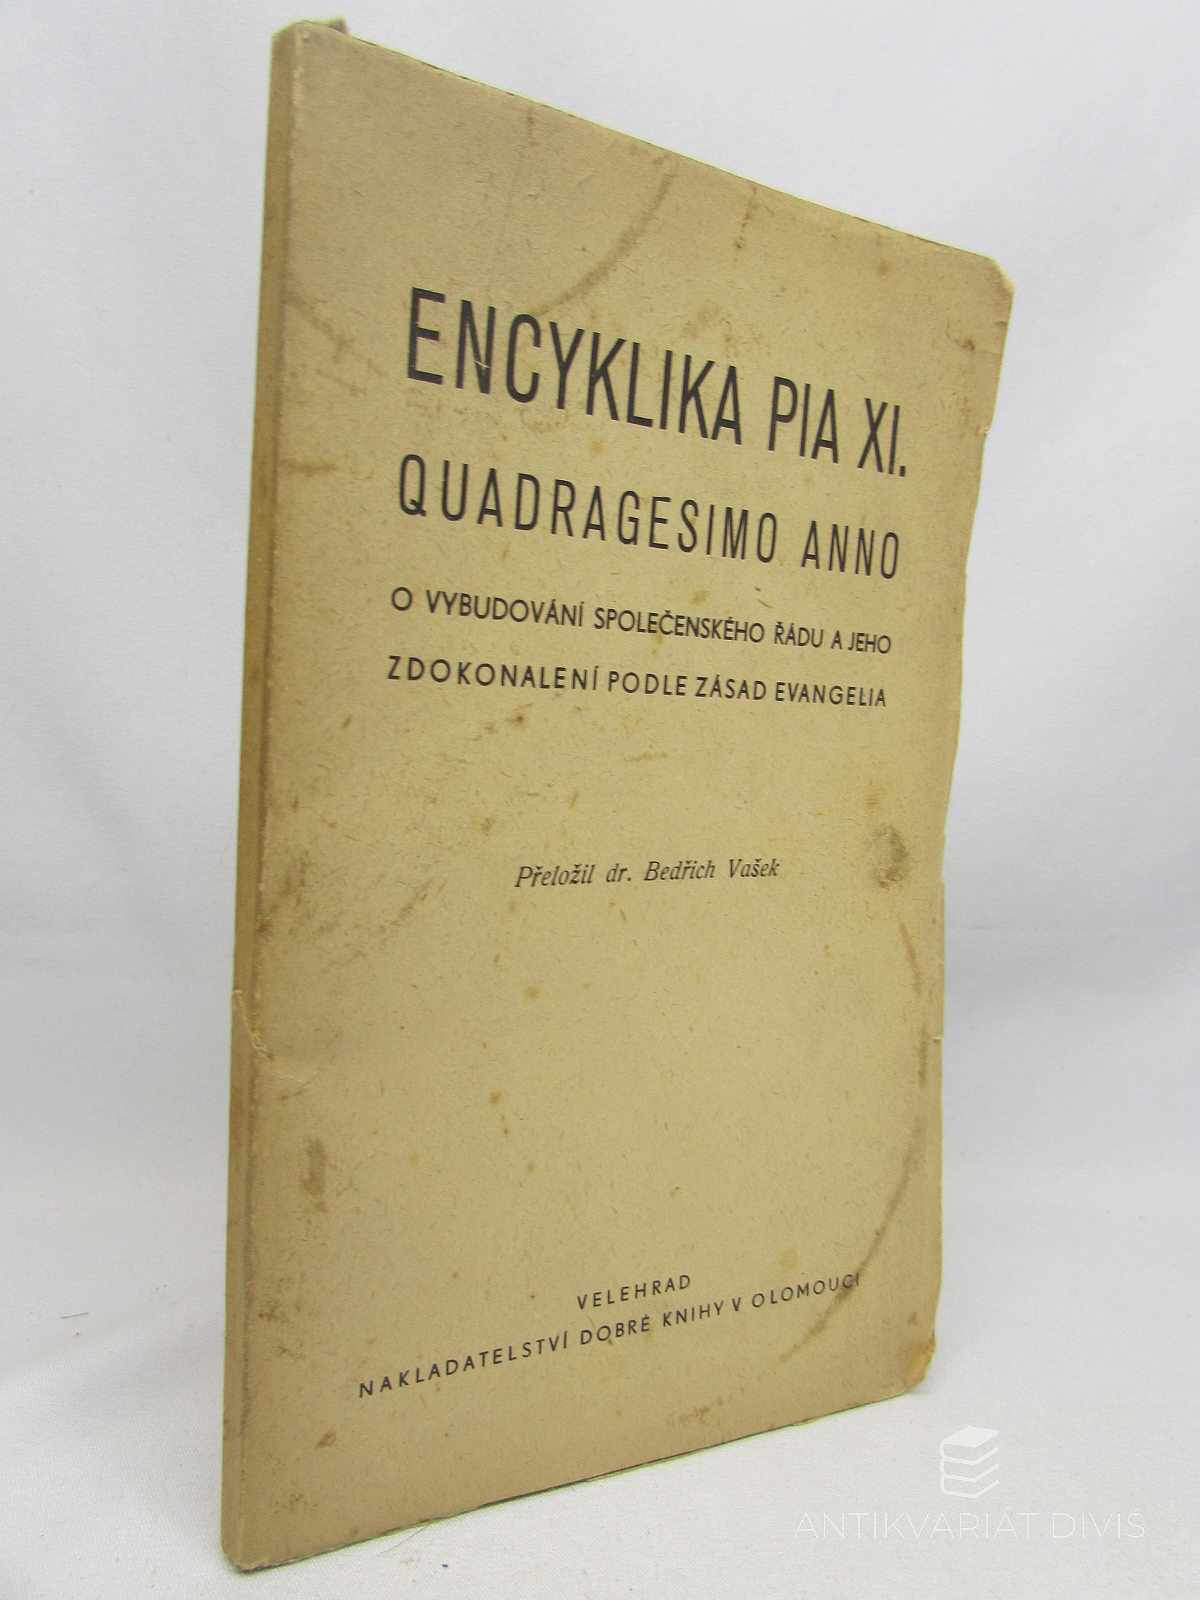 ENCYKLIKA PIA XI.
QUADRAGESIMO ANNO
O VYBUDOVÁNÍ SPOLEČENSKÉHO ŘÁDU A JEHO
ZDOKONALENÍ PODLE ZÁSAD EVANGELIA
Přeložil dr. Bedřich Vašek
VELEHRAD
NAKLADATELSTVÍ DOBRÉ KNIHY V OLOMOUCI
ANTIKVARIÁT DIVIŠ